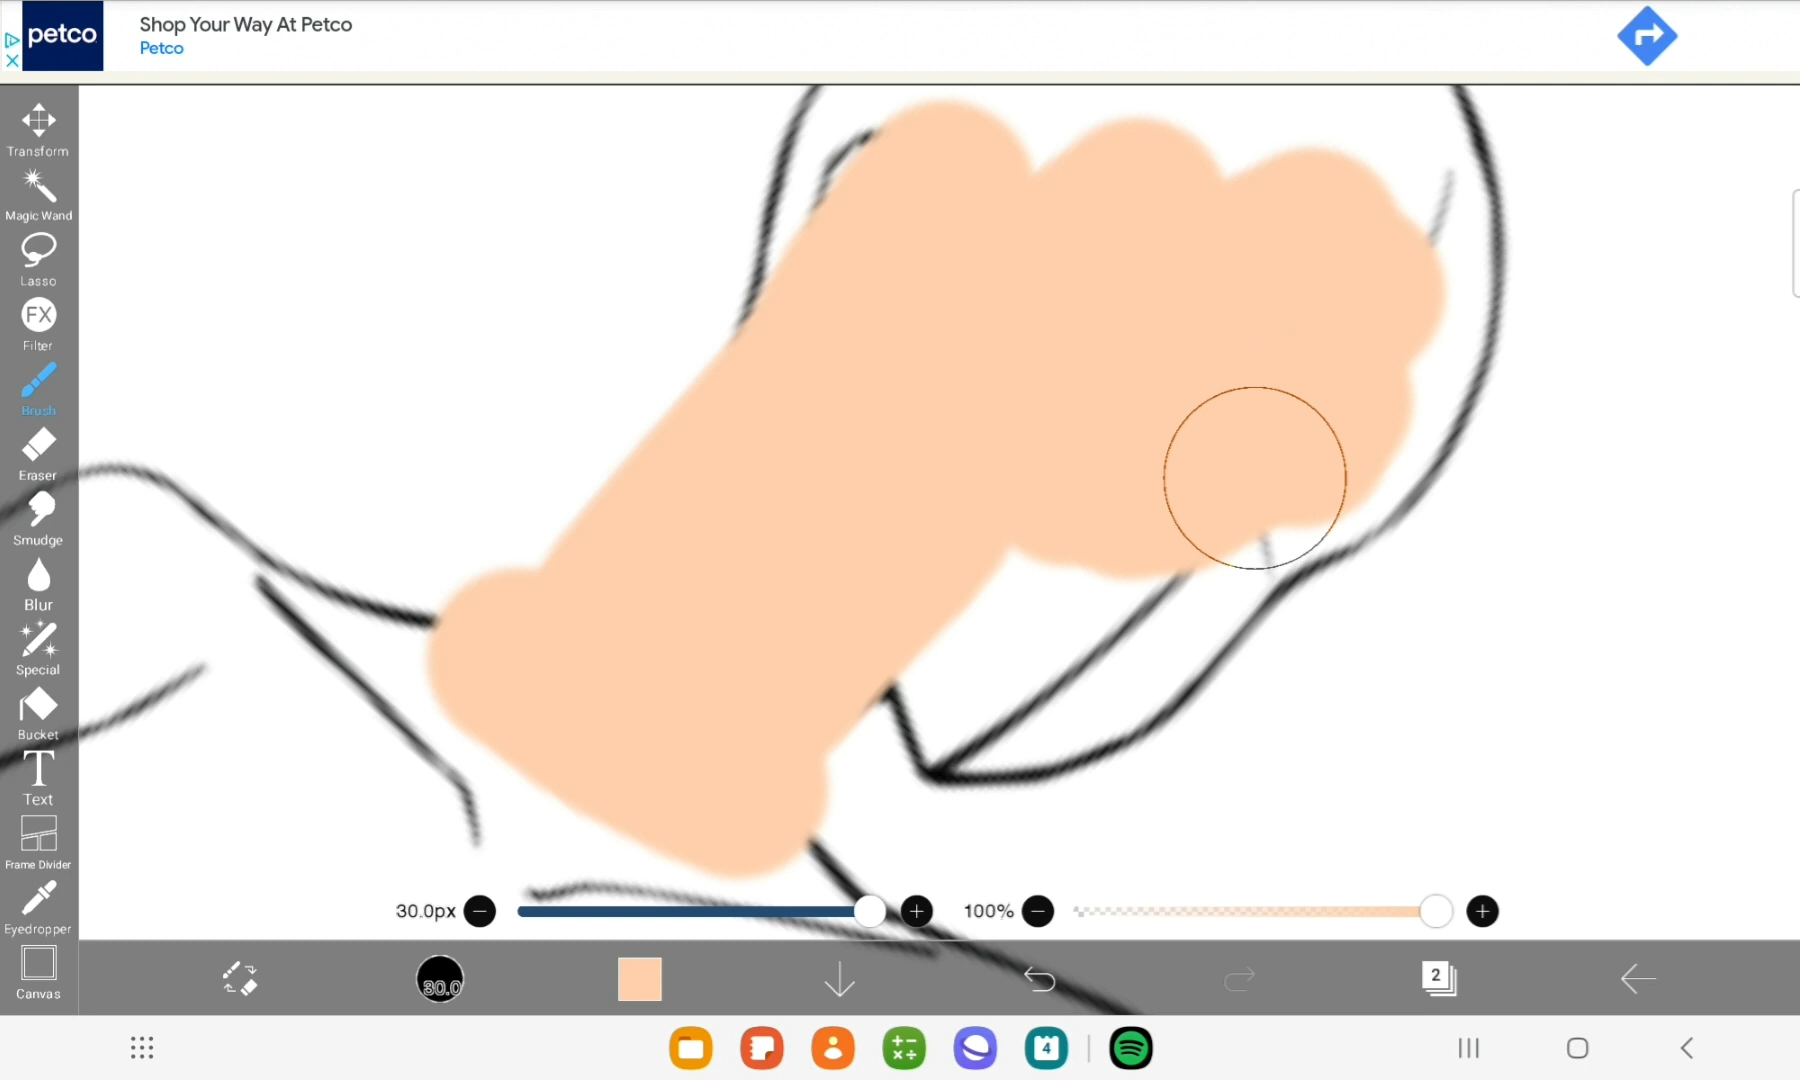 petco
Shop Your Way At Petco
Petco
Transform
Magic Wand
Lasso
FX
Filter
Brush
Eraser
Smudge
Blur
Special
Bucket
T
Text
Frame Divider
Eyedropper
Canvas
30.0px
100%
30.0
2
4